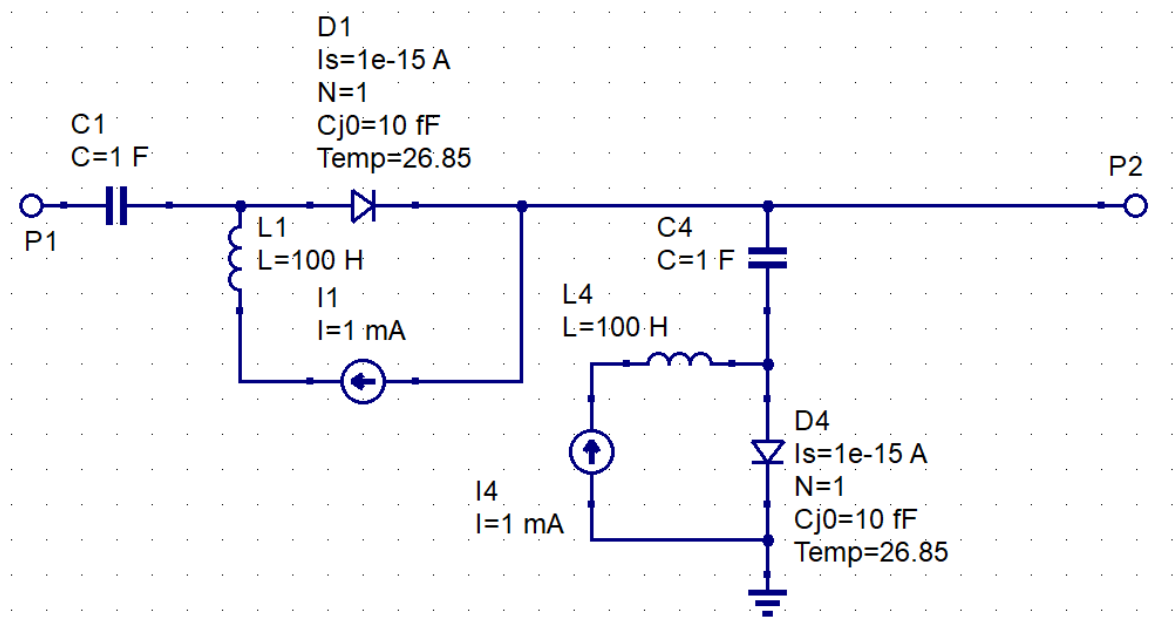 D1
Is=1e-15 A
N=1
Cj0=10 fF
Temp=26.85
C1
C=1 F
P1
P2
L1
L=100 H
I1
I=1 mA
C4
C=1 F
L4
L=100 H
I4
I=1 mA
D4
Is=1e-15 A
N=1
Cj0=10 fF
Temp=26.85